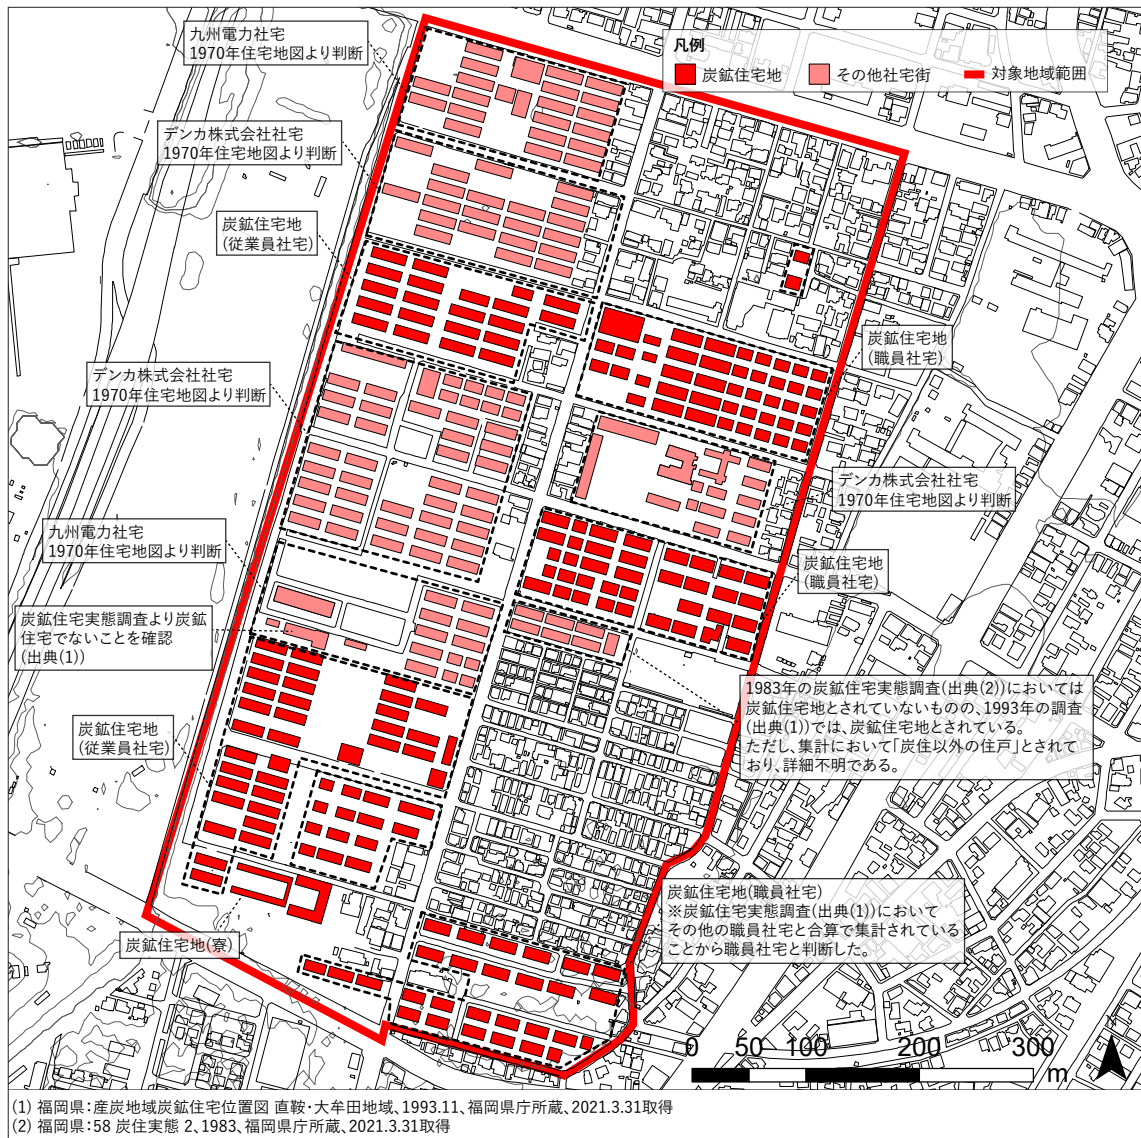 九州電力社宅
1970年住宅地図より判断
凡例
炭鉱住宅地
その他社宅街
対象地域範囲
デンカ株式会社社宅
1970年住宅地図より判断
炭鉱住宅地
(従業員社宅)
炭鉱住宅地
(職員社宅)
デンカ株式会社社宅
1970年住宅地図より判断
デンカ株式会社社宅
1970年住宅地図より判断
九州電力社宅
1970年住宅地図より判断
炭鉱住宅地
(職員社宅)
炭鉱住宅実態調査より炭鉱
住宅でないことを確認
(出典(1))
1983年の炭鉱住宅実態調査(出典(2))においては
炭鉱住宅地とされていないものの、1993年の調査
(出典(1))では、炭鉱住宅地とされている。
ただし、集計において「炭住以外の住戸」とされて
おり、詳細不明である。
炭鉱住宅地
(従業員社宅)
炭鉱住宅地(職員社宅)
※炭鉱住宅実態調査(出典(1))において
その他の職員社宅と合算で集計されている
ことから職員社宅と判断した。
炭鉱住宅地(寮)
0 50 100 200 300
m
(1) 福岡県:産炭地域炭鉱住宅位置図 直鞍・大牟田地域、1993.11、福岡県庁所蔵、2021.3.31取得
(2) 福岡県:58 炭住実態 2、1983、福岡県庁所蔵、2021.3.31取得